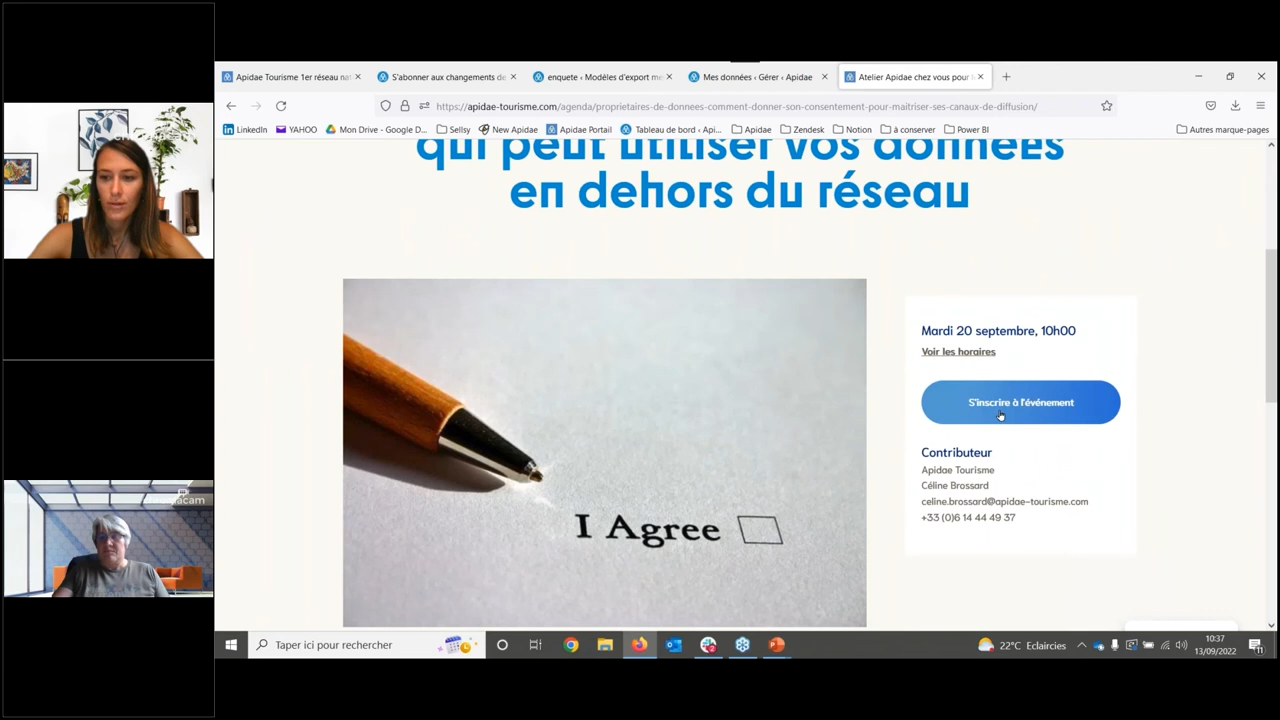 Apidae Tourisme 1er réseau nat
S'abonner aux changements de
enquete ‹ Modèles d'export me
Mes données ‹ Gérer ‹ Apidae
Atelier Apidae chez vous pour l
https://apidae-tourisme.com/agenda/proprietaires-de-donnees-comment-donner-son-consentement-pour-maitriser-ses-canaux-de-diffusion/
LinkedIn
YAHOO
Mon Drive - Google D...
Sellsy
New Apidae
Apidae Portail
Tableau de bord ‹ Api...
Apidae
Zendesk
Notion
à conserver
Power BI
Autres marque-pages
qui peut utiliser vos données
en dehors du réseau
Mardi 20 septembre, 10h00
Voir les horaires
S'inscrire à l'événement
Contributeur
Apidae Tourisme
Céline Brossard
celine.brossard@apidae-tourisme.com
+33 (0)6 14 44 49 37
I Agree
Taper ici pour rechercher
22°C Eclaircies
10:37
13/09/2022
11